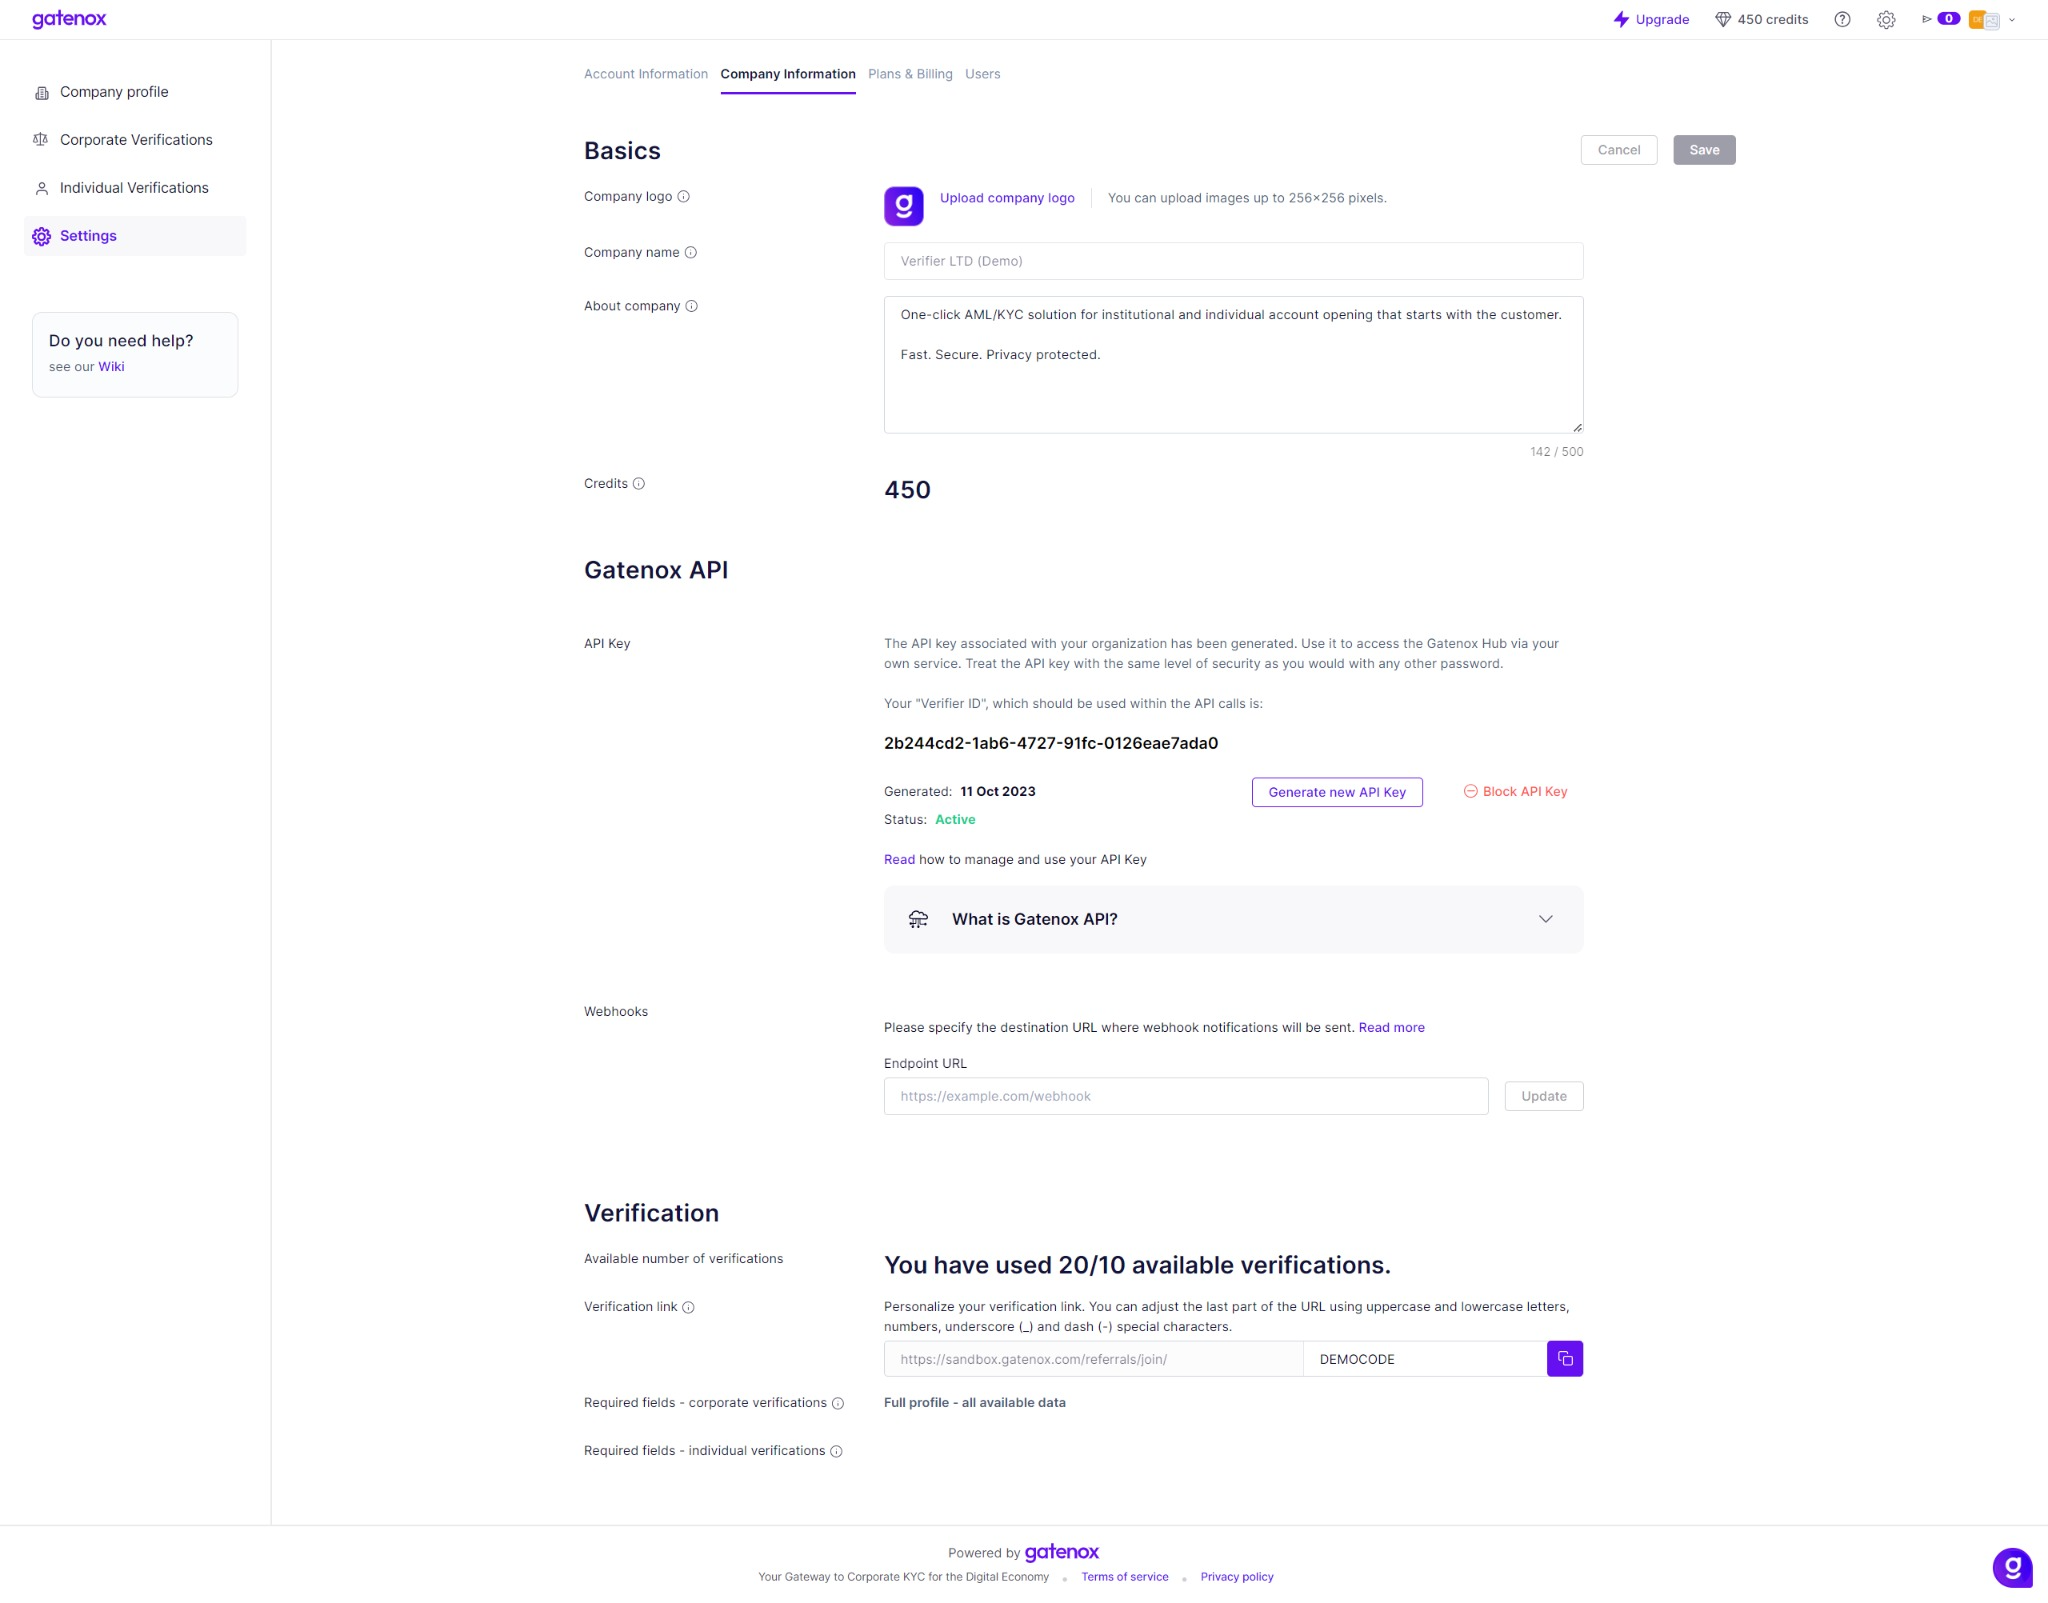 gatenox
Upgrade
450 credits
0
Company profile
Corporate Verifications
Individual Verifications
Settings
Do you need help?
see our Wiki
Account Information
Company Information
Plans & Billing
Users
Basics
Cancel
Save
Company logo
g
Upload company logo
You can upload images up to 256×256 pixels.
Company name
Verifier LTD (Demo)
About company
One-click AML/KYC solution for institutional and individual account opening that starts with the customer.
Fast. Secure. Privacy protected.
142 / 500
Credits
450
Gatenox API
API Key
The API key associated with your organization has been generated. Use it to access the Gatenox Hub via your
own service. Treat the API key with the same level of security as you would with any other password.
Your "Verifier ID", which should be used within the API calls is:
2b244cd2-1ab6-4727-91fc-0126eae7ada0
Generated: 11 Oct 2023
Generate new API Key
Block API Key
Status: Active
Read how to manage and use your API Key
What is Gatenox API?
Webhooks
Please specify the destination URL where webhook notifications will be sent. Read more
Endpoint URL
https://example.com/webhook
Update
Verification
Available number of verifications
You have used 20/10 available verifications.
Verification link
Personalize your verification link. You can adjust the last part of the URL using uppercase and lowercase letters,
numbers, underscore (_) and dash (-) special characters.
https://sandbox.gatenox.com/referrals/join/
DEMOCODE
Required fields - corporate verifications
Full profile - all available data
Required fields - individual verifications
Powered by gatenox
Your Gateway to Corporate KYC for the Digital Economy
Terms of service
Privacy policy
g